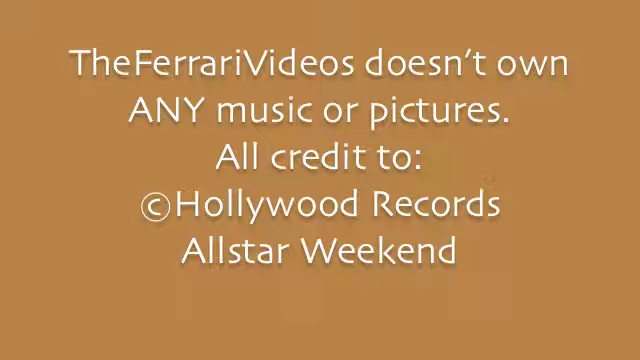 TheFerrariVideos doesn't own
ANY music or pictures.
All credit to:
©Hollywood Records
Allstar Weekend